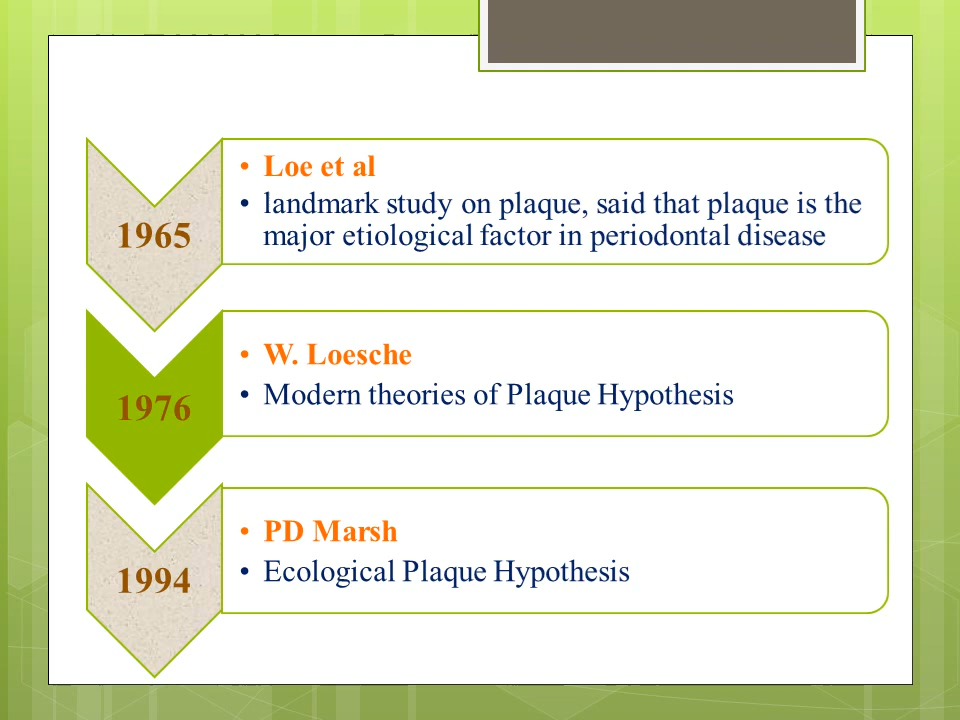 1965
• Loe et al
• landmark study on plaque, said that plaque is the
major etiological factor in periodontal disease
1976
• W. Loesche
• Modern theories of Plaque Hypothesis
1994
• PD Marsh
• Ecological Plaque Hypothesis